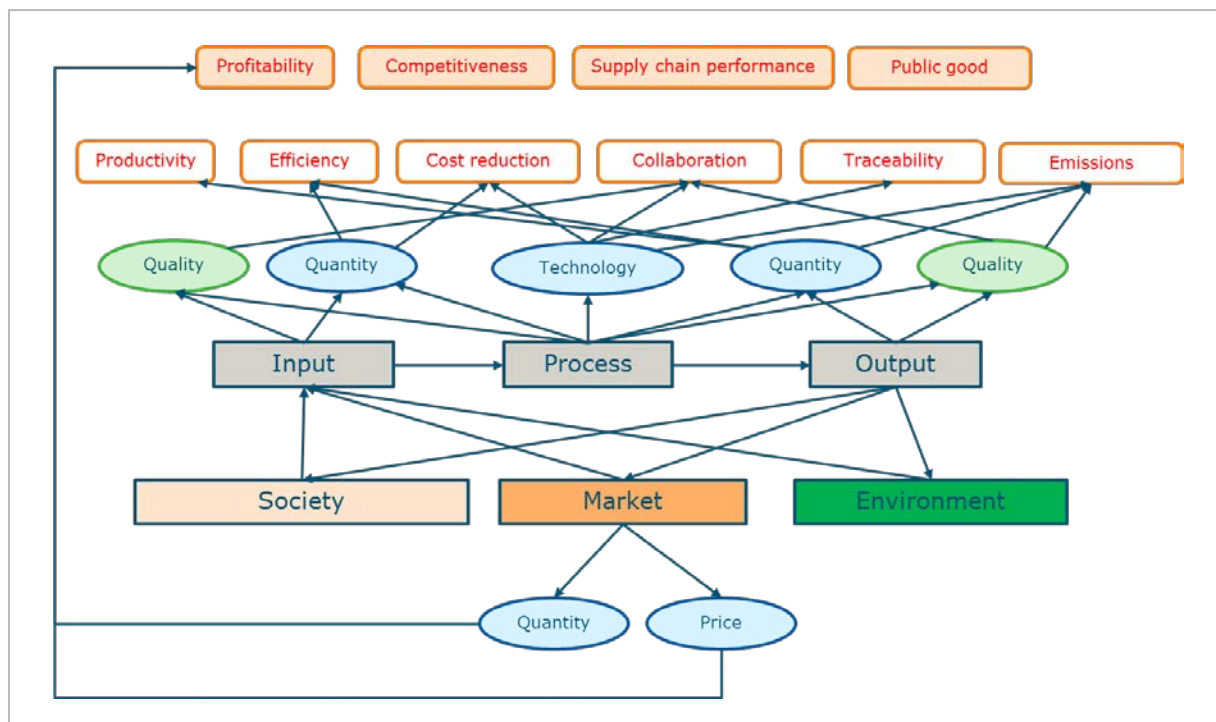 Profitability
Competitiveness
Supply chain performance
Public good
Productivity
Efficiency
Cost reduction
Collaboration
Traceability
Emissions
Quality
Quantity
Technology
Quantity
Quality
Input
Process
Output
Society
Market
Environment
Quantity
Price